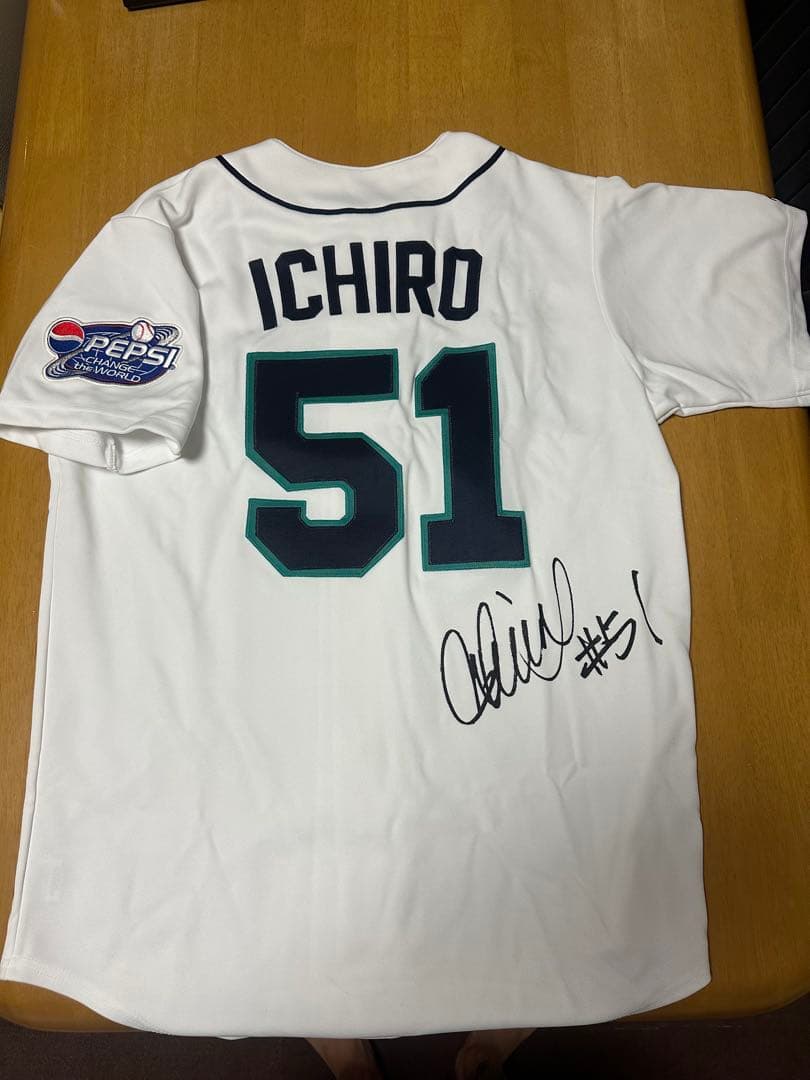 ICHIRO
PEPSI
CHANGE
the WORLD
51
#51